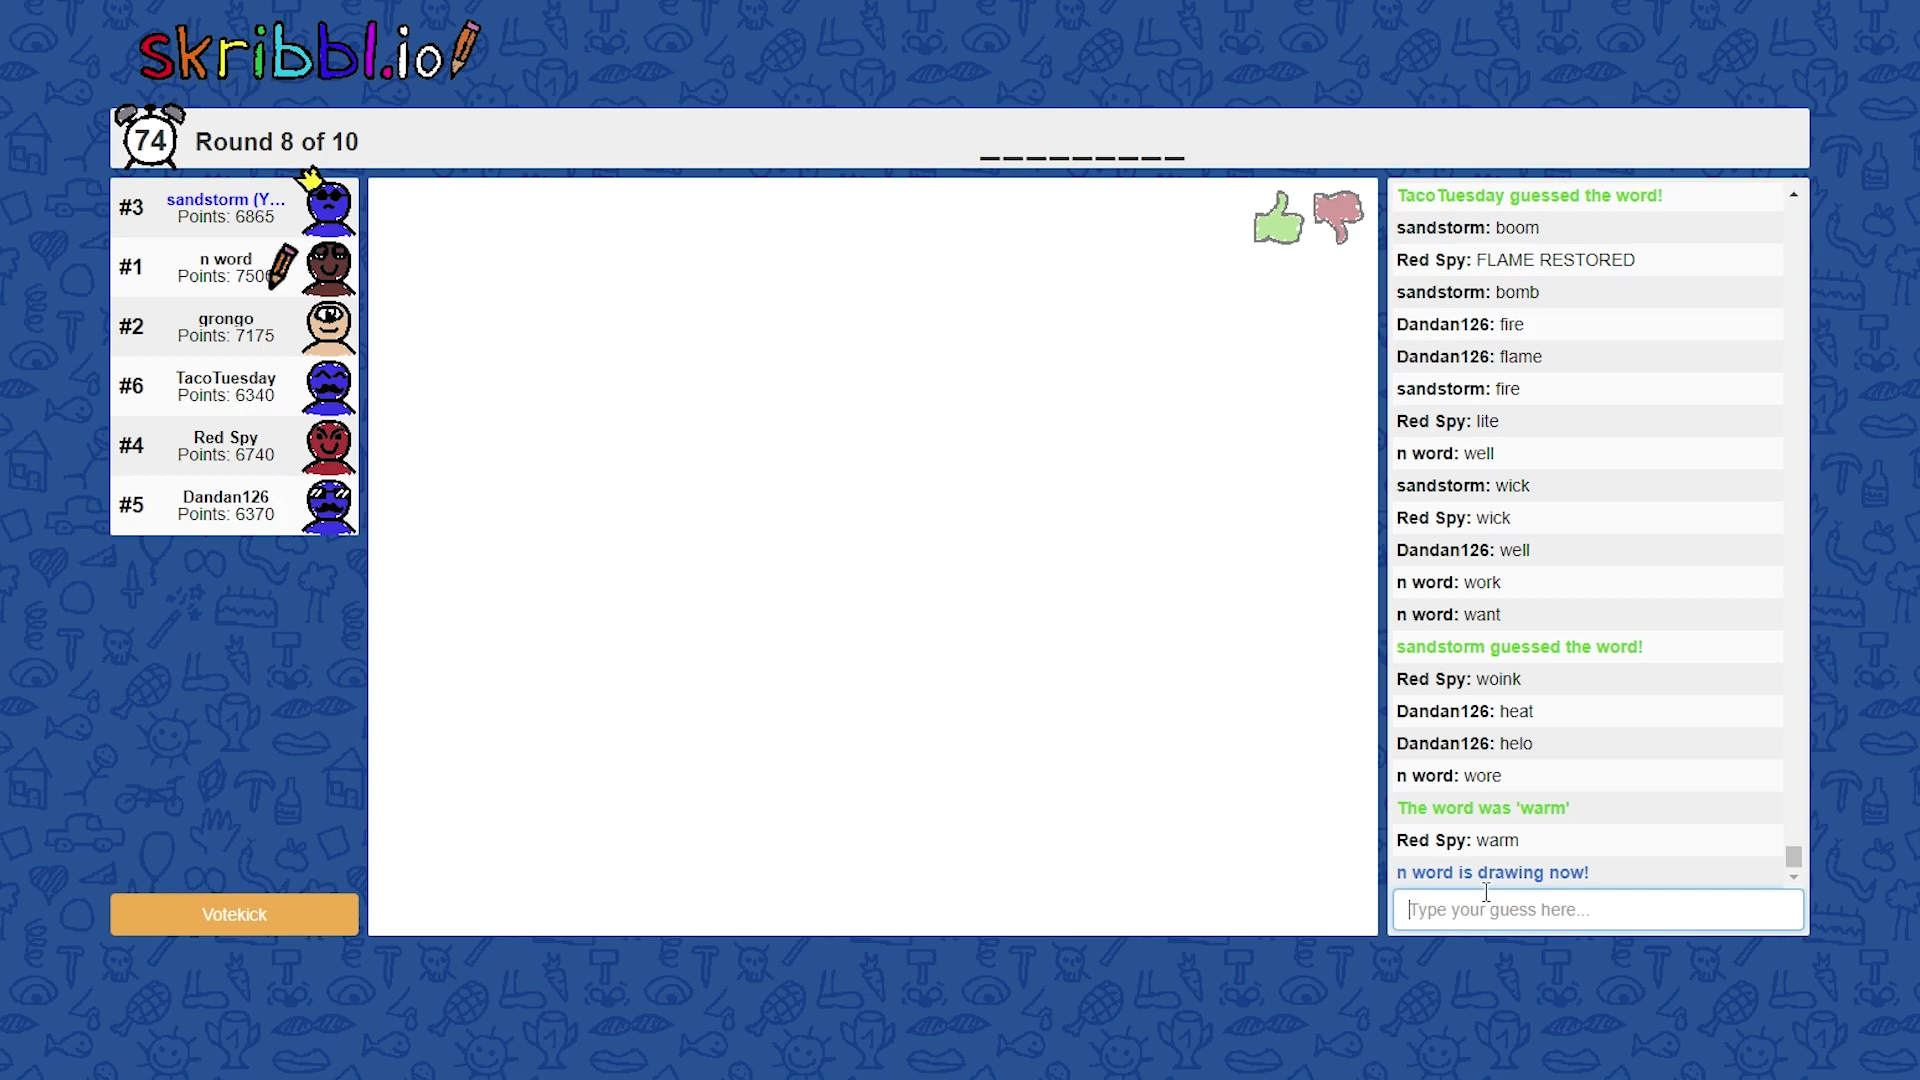 skribbl.io
74
Round 8 of 10
_________
#3
sandstorm (Y...
Points: 6865
#1
n word
Points: 750
#2
grongo
Points: 7175
#6
TacoTuesday
Points: 6340
#4
Red Spy
Points: 6740
#5
Dandan126
Points: 6370
Votekick
TacoTuesday guessed the word!
sandstorm: boom
Red Spy: FLAME RESTORED
sandstorm: bomb
Dandan126: fire
Dandan126: flame
sandstorm: fire
Red Spy: lite
n word: well
sandstorm: wick
Red Spy: wick
Dandan126: well
n word: work
n word: want
sandstorm guessed the word!
Red Spy: woink
Dandan126: heat
Dandan126: helo
n word: wore
The word was 'warm'
Red Spy: warm
n word is drawing now!
Type your guess here...